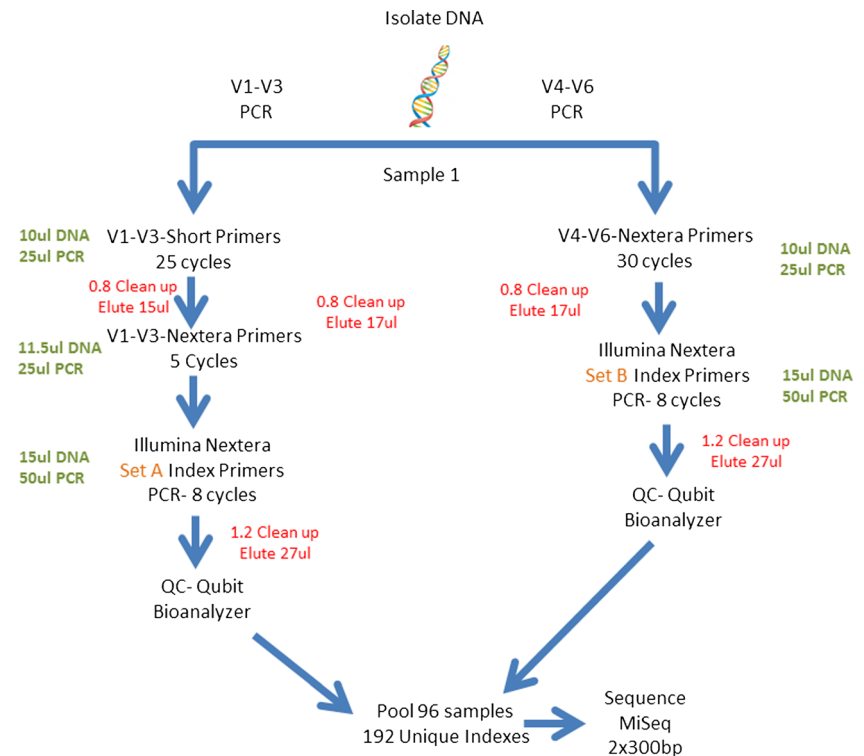 Isolate DNA
V1-V3
PCR
V4-V6
PCR
Sample 1
10ul DNA
25ul PCR
V1-V3-Short Primers
25 cycles
V4-V6-Nextera Primers
30 cycles
10ul DNA
25ul PCR
0.8 Clean up
Elute 15ul
0.8 Clean up
Elute 17ul
0.8 Clean up
Elute 17ul
11.5ul DNA
25ul PCR
V1-V3-Nextera Primers
5 Cycles
Illumina Nextera
Set B Index Primers
PCR- 8 cycles
15ul DNA
50ul PCR
15ul DNA
50ul PCR
Illumina Nextera
Set A Index Primers
PCR- 8 cycles
1.2 Clean up
Elute 27ul
QC- Qubit
Bioanalyzer
1.2 Clean up
Elute 27ul
QC- Qubit
Bioanalyzer
Pool 96 samples
192 Unique Indexes
Sequence
MiSeq
2x300bp